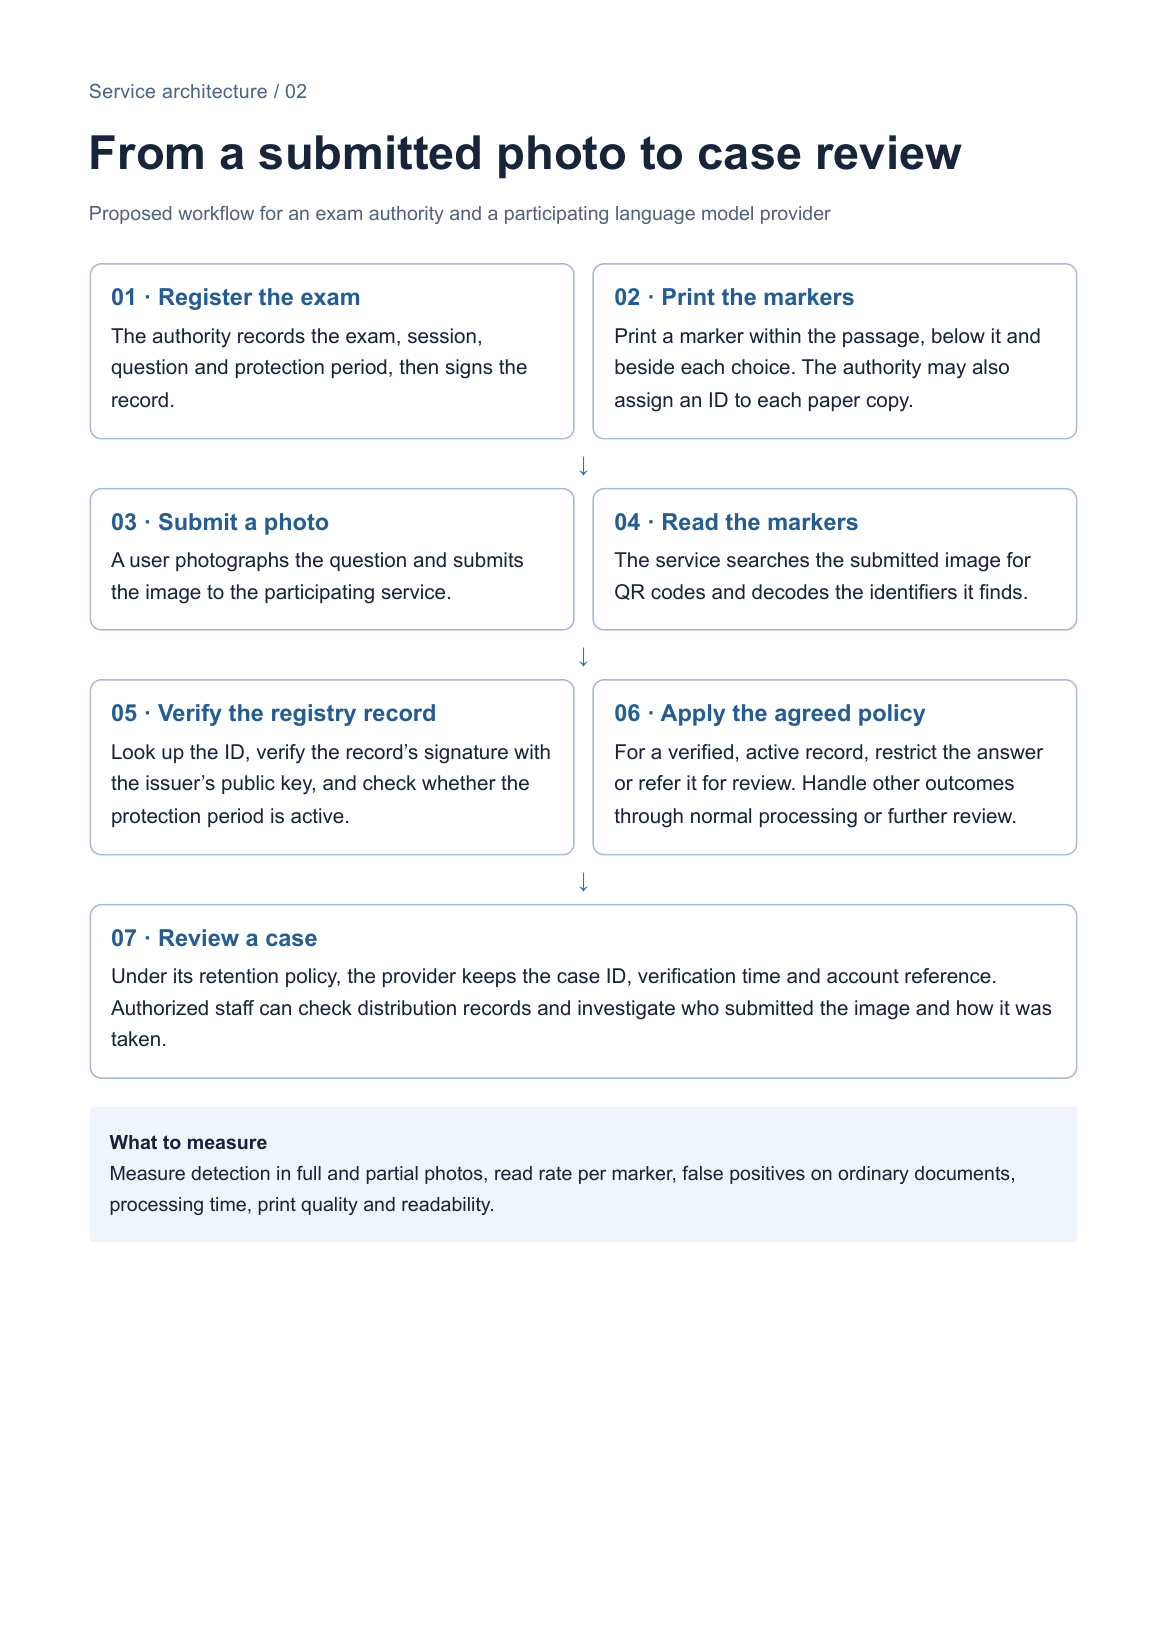 Service architecture / 02
From a submitted photo to case review
Proposed workflow for an exam authority and a participating language model provider
01 · Register the exam
The authority records the exam, session,
question and protection period, then signs the
record.
02 · Print the markers
Print a marker within the passage, below it and
beside each choice. The authority may also
assign an ID to each paper copy.
↓
03 · Submit a photo
A user photographs the question and submits
the image to the participating service.
04 · Read the markers
The service searches the submitted image for
QR codes and decodes the identifiers it finds.
↓
05 · Verify the registry record
Look up the ID, verify the record’s signature with
the issuer’s public key, and check whether the
protection period is active.
06 · Apply the agreed policy
For a verified, active record, restrict the answer
or refer it for review. Handle other outcomes
through normal processing or further review.
↓
07 · Review a case
Under its retention policy, the provider keeps the case ID, verification time and account reference.
Authorized staff can check distribution records and investigate who submitted the image and how it was
taken.
What to measure
Measure detection in full and partial photos, read rate per marker, false positives on ordinary documents,
processing time, print quality and readability.